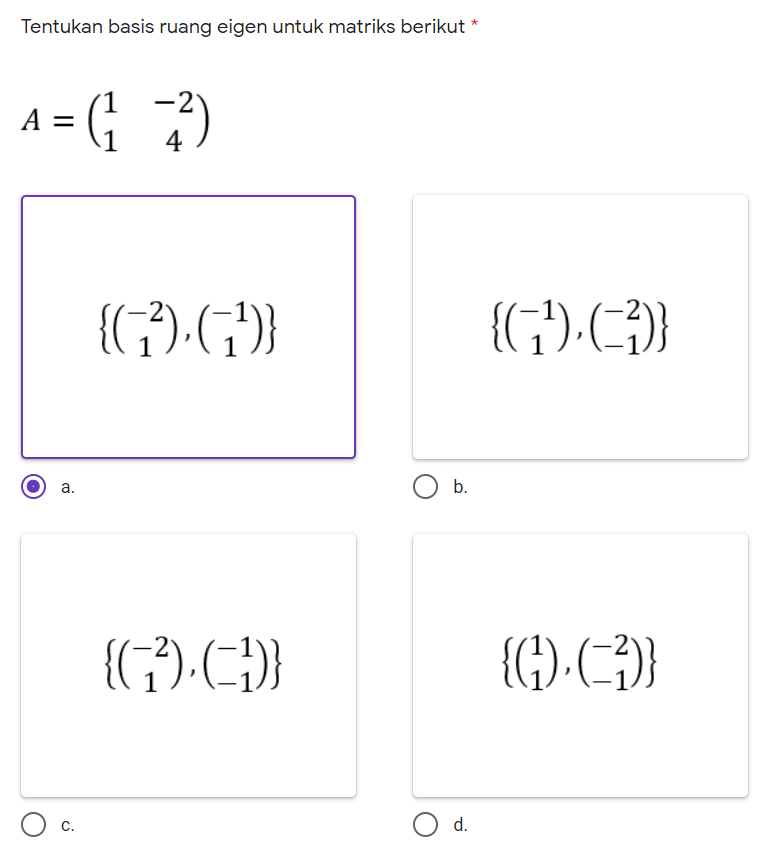 Tentukan basis ruang eigen untuk matriks berikut *
A = (1 −2
1 4)
{(−2
1), (−1
1)}
{(−1
1), (−2
−1)}
a.
b.
{(−2
1), (−1
−1)}
{(1
1), (−2
−1)}
c.
d.